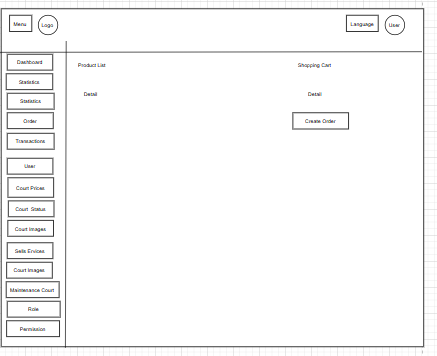 Menu
Logo
Language
User
Dashboard
Statistics
Statistics
Order
Transactions
User
Court Prices
Court Status
Court Images
Sells Ervices
Court Images
Maintenance Court
Role
Permission
Product List
Shopping Cart
Detail
Detail
Create Order